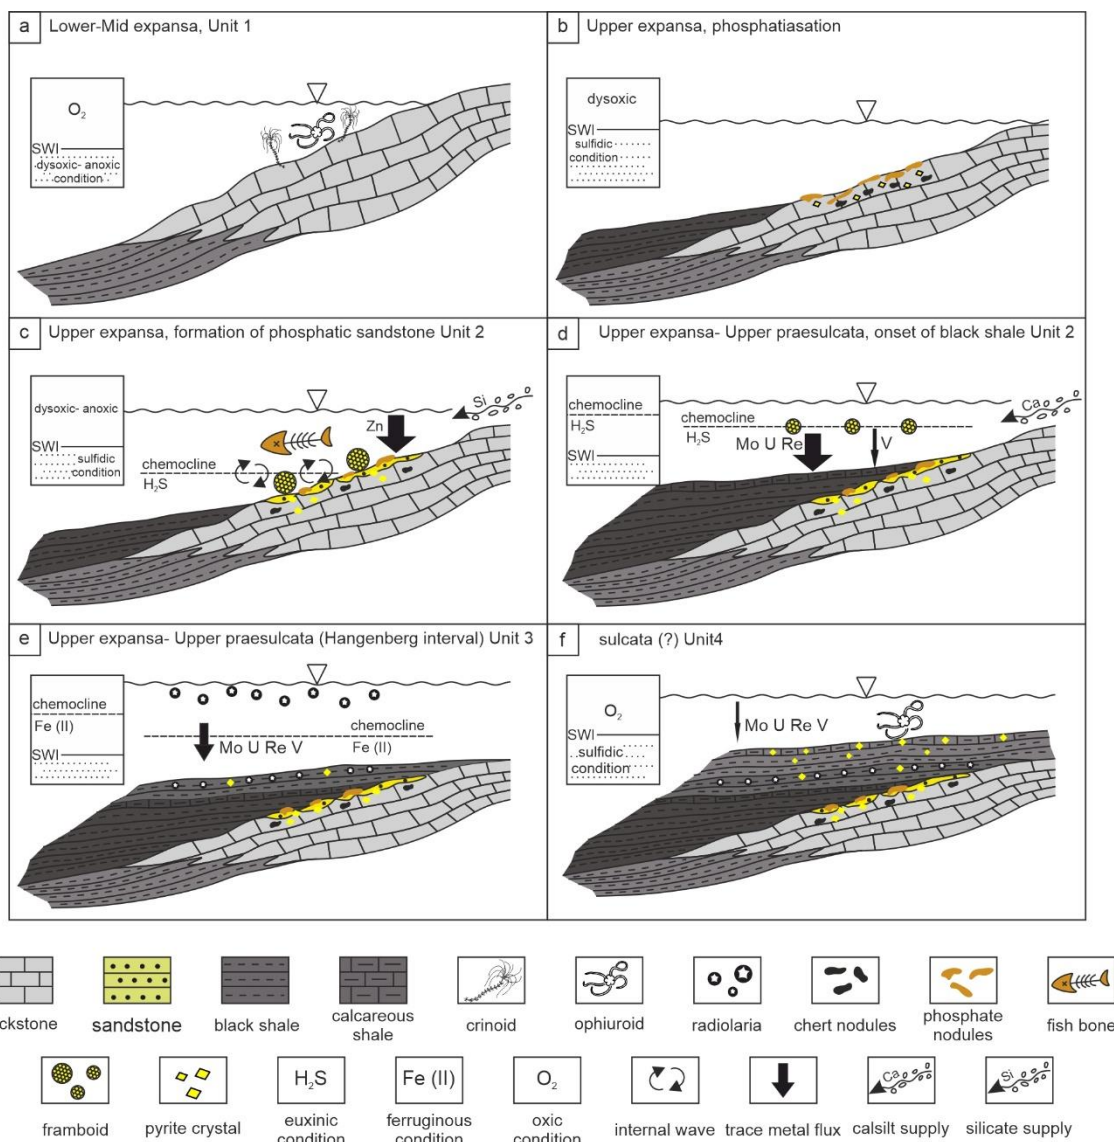 a Lower-Mid expansa, Unit 1
O2
SWI
dysoxic- anoxic
condition
b Upper expansa, phosphatiasation
dysoxic
SWI
sulfidic
condition
c Upper expansa, formation of phosphatic sandstone Unit 2
dysoxic- anoxic
SWI
sulfidic
condition
chemocline
H2S
Zn
Si
d Upper expansa- Upper praesulcata, onset of black shale Unit 2
chemocline
H2S
SWI
chemocline
H2S
Mo U Re
V
Ca
e Upper expansa- Upper praesulcata (Hangenberg interval) Unit 3
chemocline
Fe (II)
SWI
Mo U Re V
chemocline
Fe (II)
f sulcata (?) Unit4
O2
SWI
sulfidic
condition
Mo U Re V
ckstone
sandstone
black shale
calcareous
shale
crinoid
ophiuroid
radiolaria
chert nodules
phosphate
nodules
fish bone
H2S
Fe (II)
O2
Ca
Si
framboid
pyrite crystal
euxinic
condition
ferruginous
condition
oxic
condition
internal wave
trace metal flux
calsilt supply
silicate supply